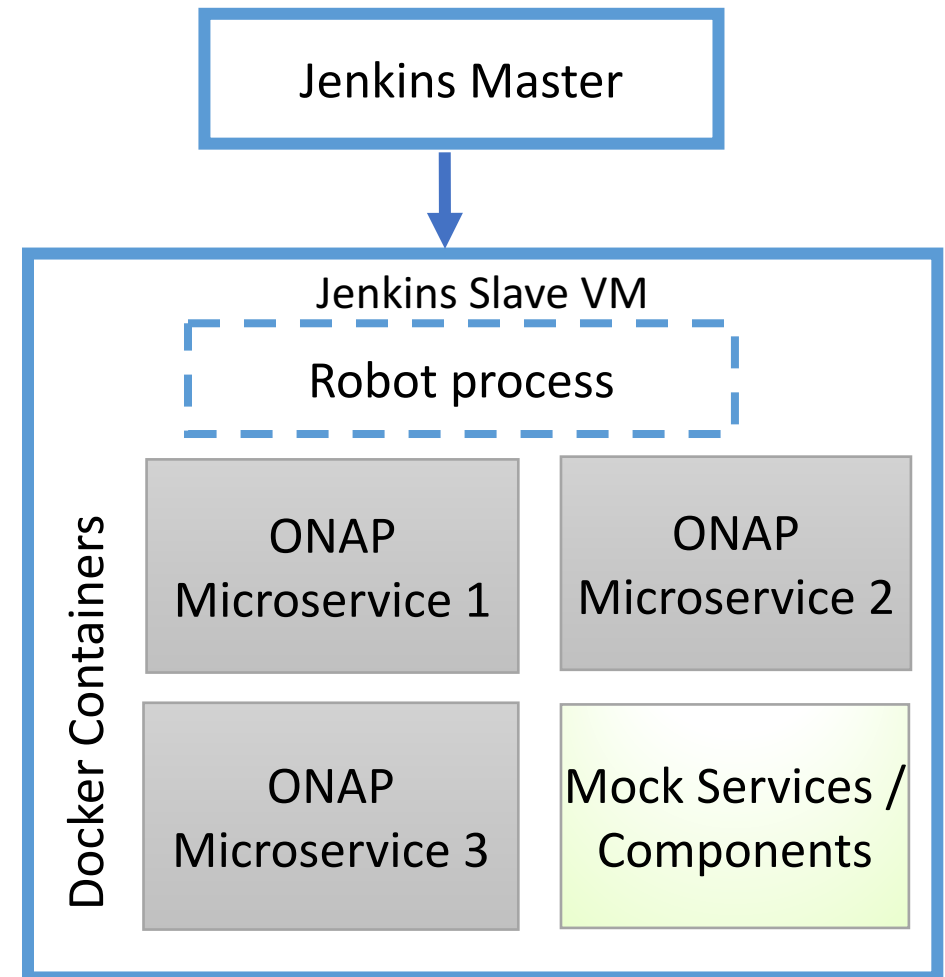 Jenkins Master
Jenkins Slave VM
Robot process
Docker Containers
ONAP
Microservice 1
ONAP
Microservice 2
ONAP
Microservice 3
Mock Services /
Components